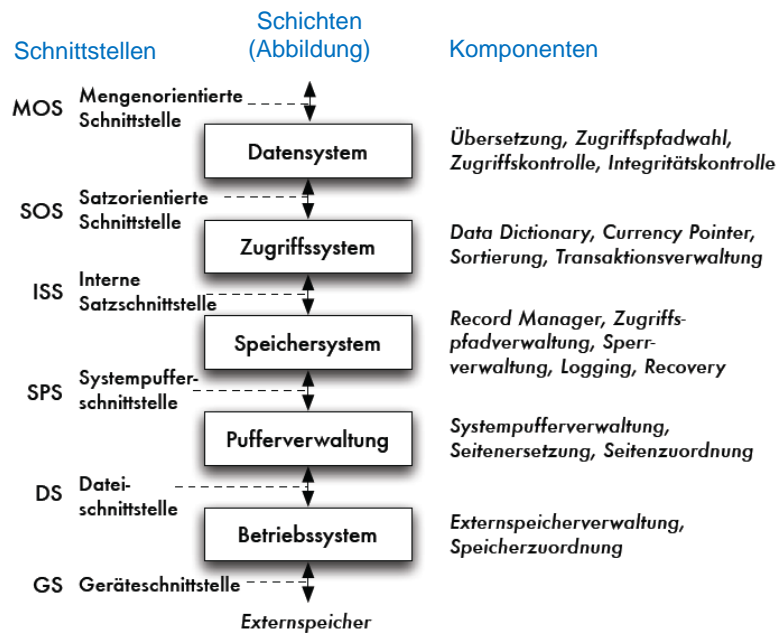 Schnittstellen
Schichten
(Abbildung)
Komponenten
MOS Mengenorientierte
Schnittstelle
Datensystem
Übersetzung, Zugriffspfadwahl,
Zugriffskontrolle, Integritätskontrolle
SOS Satzorientierte
Schnittstelle
Zugriffssystem
Data Dictionary, Currency Pointer,
Sortierung, Transaktionsverwaltung
ISS Interne
Satzschnittstelle
Speichersystem
Record Manager, Zugriffs-
pfadverwaltung, Sperr-
verwaltung, Logging, Recovery
SPS Systempuffer-
schnittstelle
Pufferverwaltung
Systempufferverwaltung,
Seitenersetzung, Seitenzuordnung
DS Datei-
schnittstelle
Betriebssystem
Externspeicherverwaltung,
Speicherzuordnung
GS Geräteschnittstelle
Externspeicher